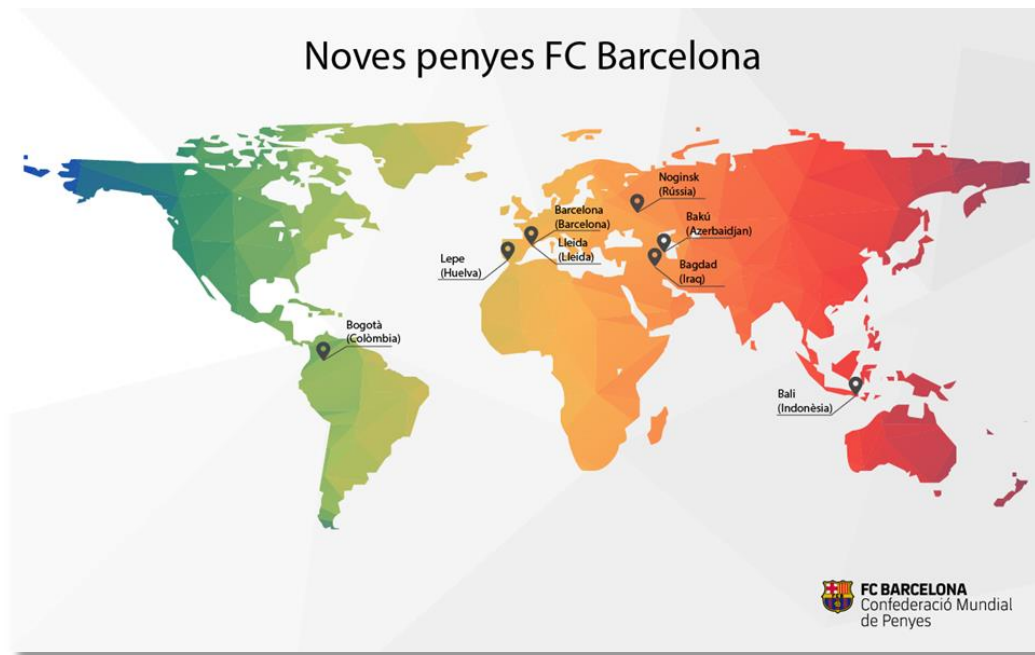 Noves penyes FC Barcelona
Noginsk
(Rússia)
Barcelona
(Barcelona)
Bakú
(Azerbaidjan)
Lleida
(Lleida)
Lepe
(Huelva)
Bagdad
(Iraq)
Bogotà
(Colòmbia)
Bali
(Indonèsia)
FC BARCELONA
Confederació Mundial
de Penyes